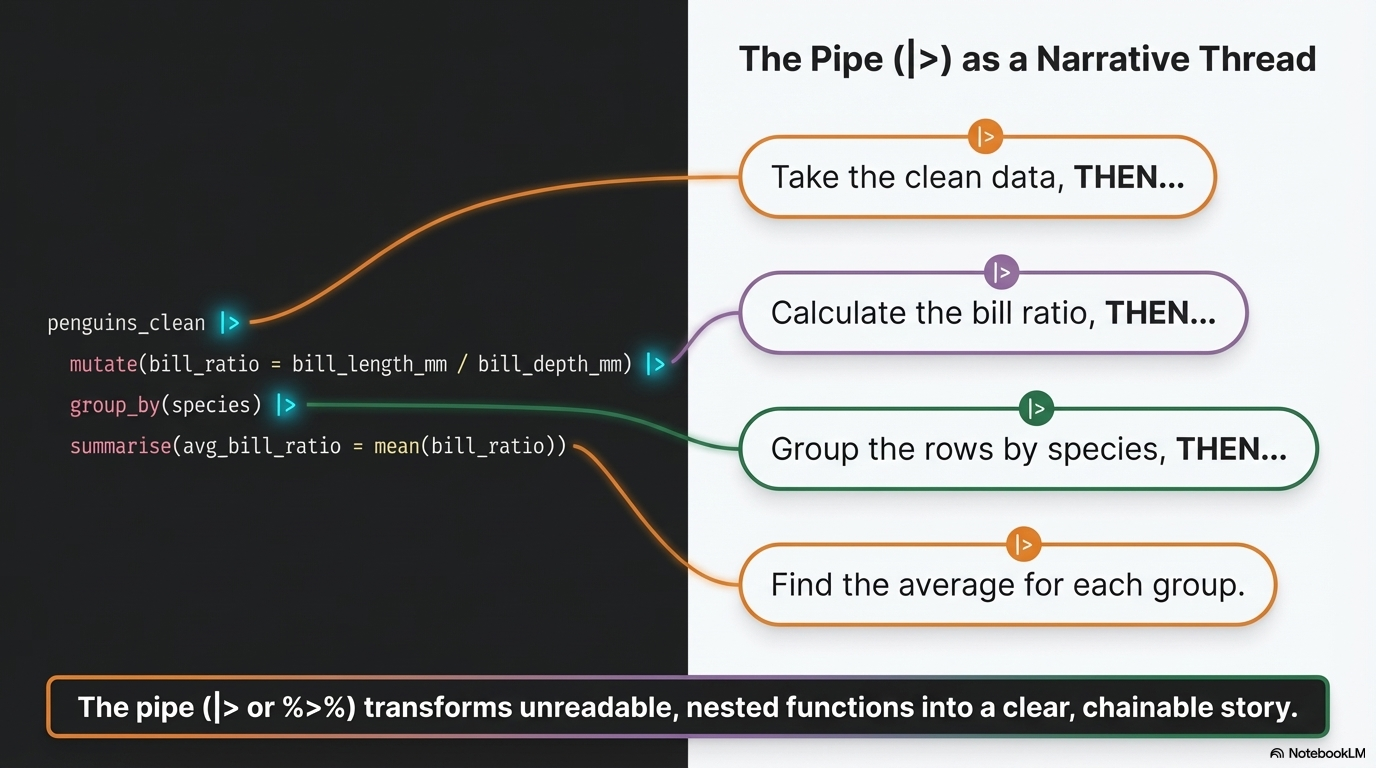 The Pipe (|>) as a Narrative Thread
penguins_clean |>
mutate(bill_ratio = bill_length_mm / bill_depth_mm) |>
group_by(species) |>
summarise(avg_bill_ratio = mean(bill_ratio))
|>
Take the clean data, THEN...
|>
Calculate the bill ratio, THEN...
|>
Group the rows by species, THEN...
|>
Find the average for each group.
The pipe (|> or %>%) transforms unreadable, nested functions into a clear, chainable story.
NotebookLM